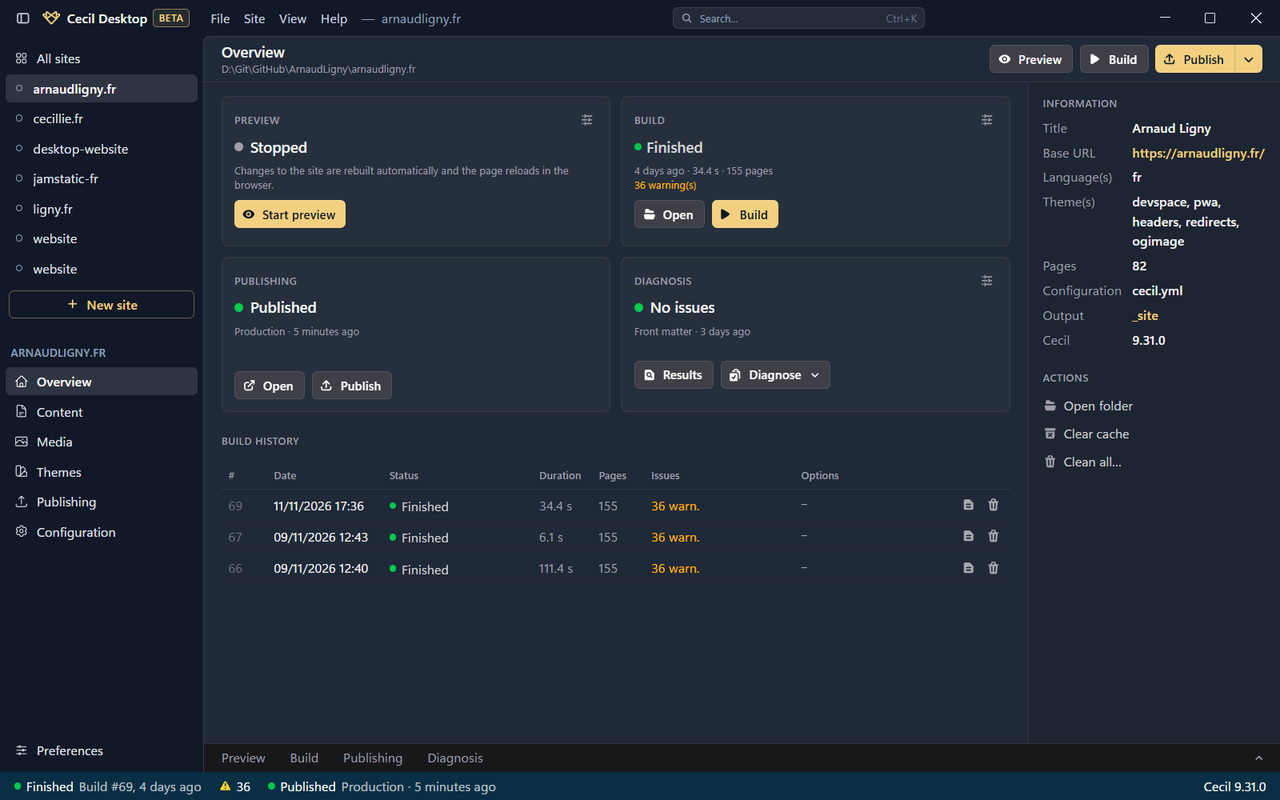 Cecil Desktop BETA File Site View Help — arnaudligny.fr Search... Ctrl+K
All sites
arnaudligny.fr
cecillie.fr
desktop-website
jamstatic-fr
ligny.fr
website
website
+ New site
ARNAUDLIGNY.FR
Overview
Content
Media
Themes
Publishing
Configuration
Preferences
Overview
D:\Git\GitHub\ArnaudLigny\arnaudligny.fr
Preview Build Publish
PREVIEW
Stopped
Changes to the site are rebuilt automatically and the page reloads in the
browser.
Start preview
BUILD
Finished
4 days ago · 34.4 s · 155 pages
36 warning(s)
Open Build
PUBLISHING
Published
Production · 5 minutes ago
Open Publish
DIAGNOSIS
No issues
Front matter · 3 days ago
Results Diagnose
BUILD HISTORY
# Date Status Duration Pages Issues Options
69 11/11/2026 17:36 Finished 34.4 s 155 36 warn. –
67 09/11/2026 12:43 Finished 6.1 s 155 36 warn. –
66 09/11/2026 12:40 Finished 111.4 s 155 36 warn. –
INFORMATION
Title Arnaud Ligny
Base URL https://arnaudligny.fr/
Language(s) fr
Theme(s) devspace, pwa,
headers, redirects,
ogimage
Pages 82
Configuration cecil.yml
Output _site
Cecil 9.31.0
ACTIONS
Open folder
Clear cache
Clean all...
Preview Build Publishing Diagnosis
Finished Build #69, 4 days ago 36 Published Production · 5 minutes ago Cecil 9.31.0